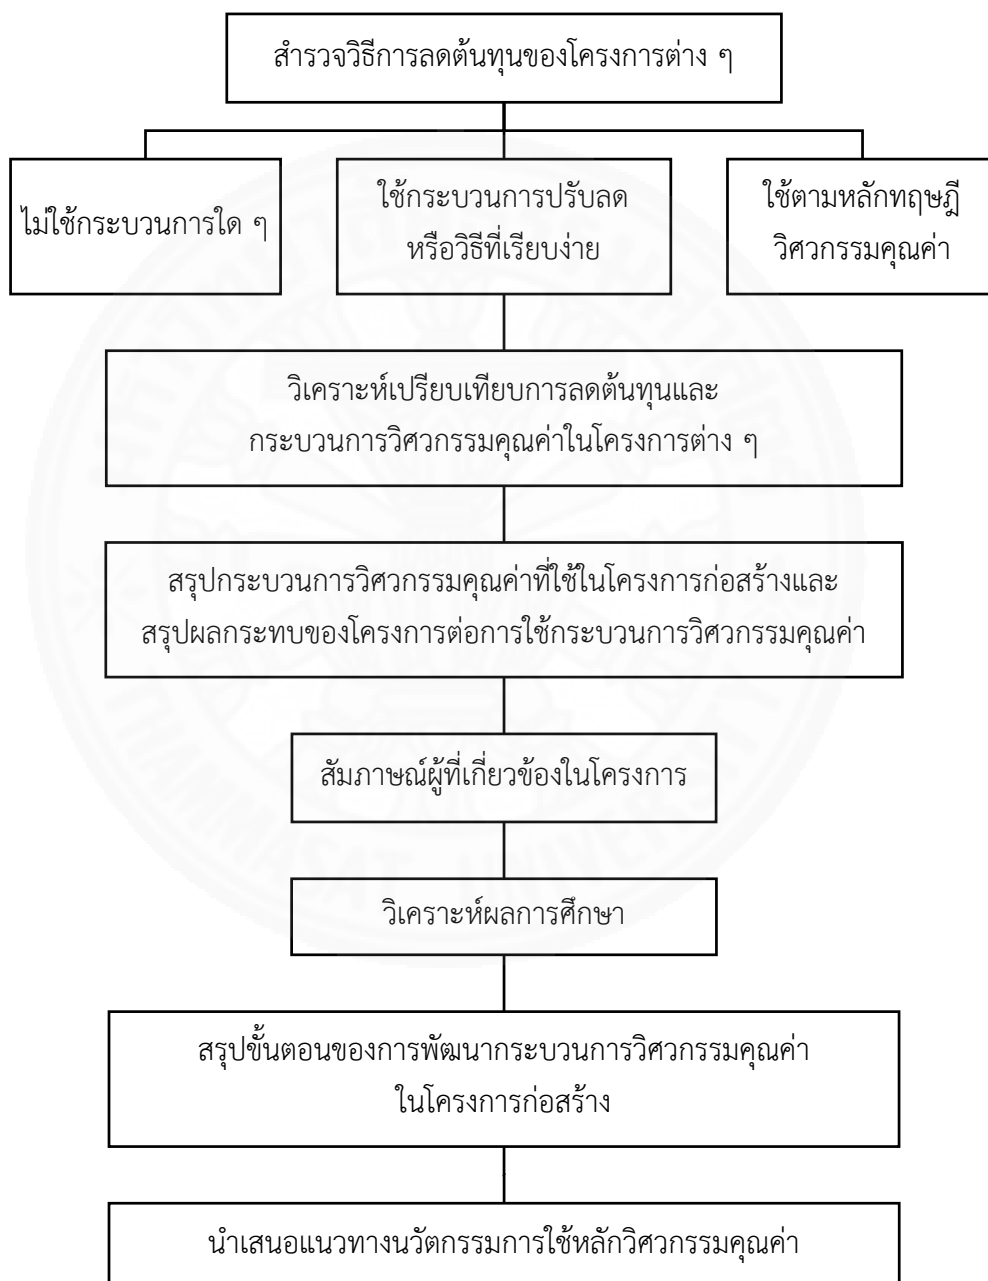 สำรวจวิธีการลดต้นทุนของโครงการต่าง ๆ
ไม่ใช้กระบวนการใด ๆ
ใช้กระบวนการปรับลด
หรือวิธีที่เรียบง่าย
ใช้ตามหลักทฤษฎี
วิศวกรรมคุณค่า
วิเคราะห์เปรียบเทียบการลดต้นทุนและ
กระบวนการวิศวกรรมคุณค่าในโครงการต่าง ๆ
สรุปกระบวนการวิศวกรรมคุณค่าที่ใช้ในโครงการก่อสร้างและ
สรุปผลกระทบของโครงการต่อการใช้กระบวนการวิศวกรรมคุณค่า
สัมภาษณ์ผู้ที่เกี่ยวข้องในโครงการ
วิเคราะห์ผลการศึกษา
สรุปขั้นตอนของการพัฒนากระบวนการวิศวกรรมคุณค่า
ในโครงการก่อสร้าง
นำเสนอแนวทางนวัตกรรมการใช้หลักวิศวกรรมคุณค่า
THAMMASAT UNIVERSITY